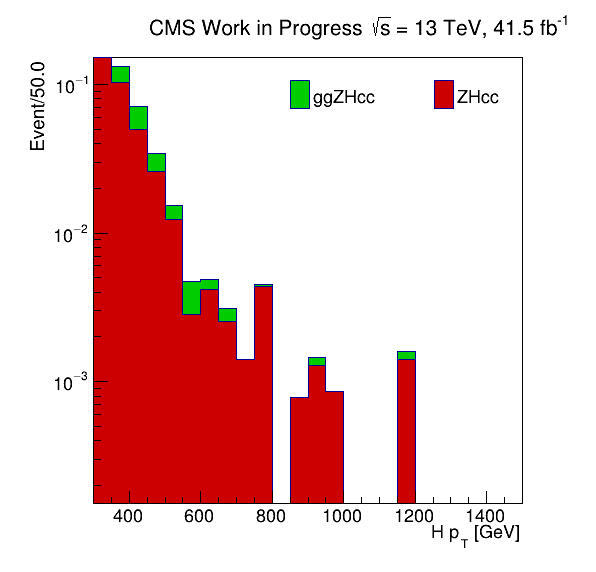 CMS Work in Progress √s = 13 TeV, 41.5 fb⁻¹
Event/50.0
ggZHcc ZHcc
10⁻¹
10⁻²
10⁻³
400 600 800 1000 1200 1400
H p_T [GeV]